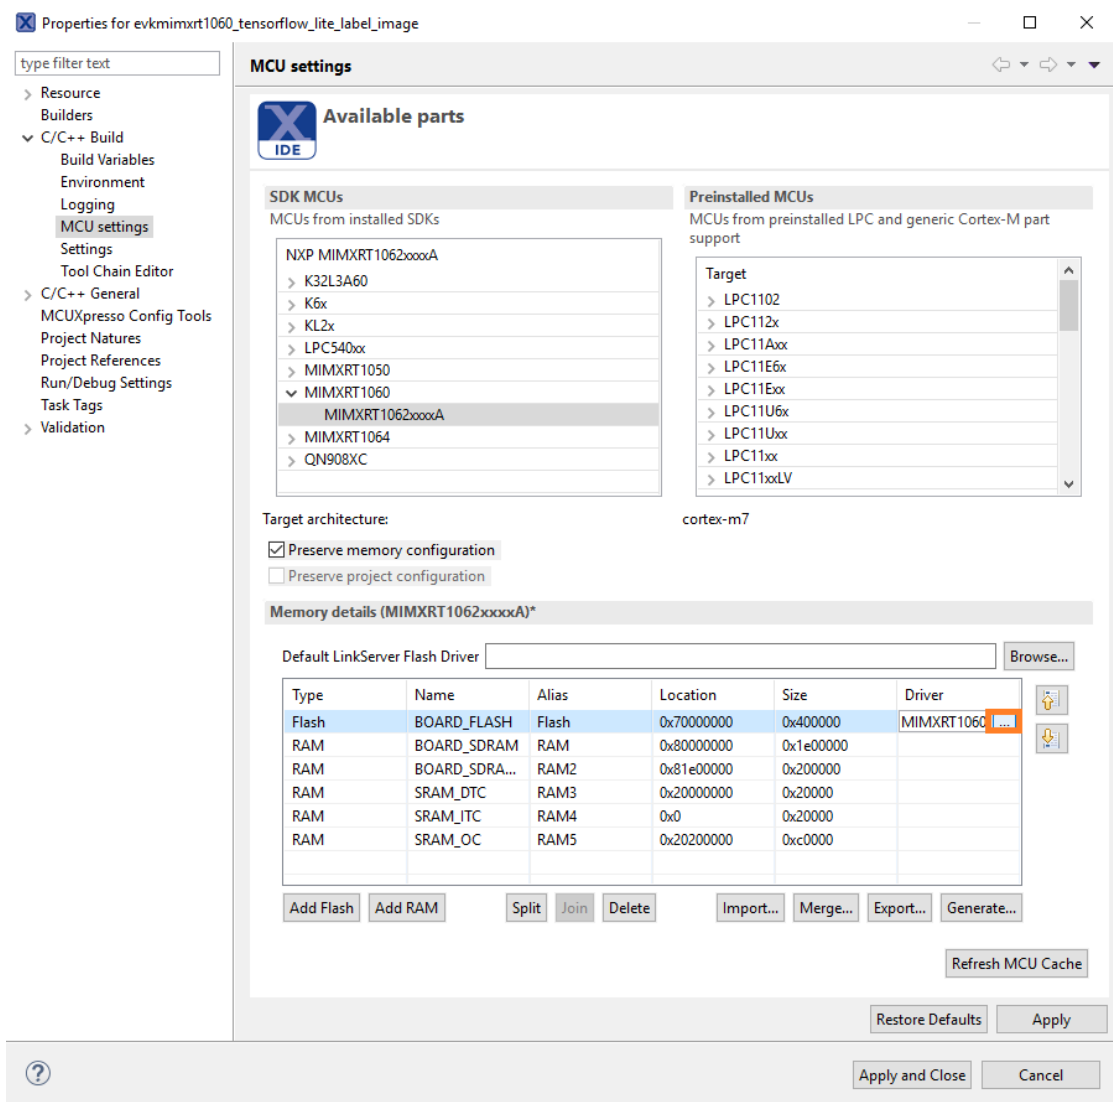 Properties for evkmimxrt1060_tensorflow_lite_label_image
type filter text
Resource
Builders
C/C++ Build
Build Variables
Environment
Logging
MCU settings
Settings
Tool Chain Editor
C/C++ General
MCUXpresso Config Tools
Project Natures
Project References
Run/Debug Settings
Task Tags
Validation
MCU settings
IDE
Available parts
SDK MCUs
MCUs from installed SDKs
NXP MIMXRT1062xxxxA
K32L3A60
K6x
KL2x
LPC540xx
MIMXRT1050
MIMXRT1060
MIMXRT1062xxxxA
MIMXRT1064
QN908XC
Preinstalled MCUs
MCUs from preinstalled LPC and generic Cortex-M part
support
Target
LPC1102
LPC112x
LPC11Axx
LPC11E6x
LPC11Exx
LPC11U6x
LPC11Uxx
LPC11xx
LPC11xxLV
Target architecture: cortex-m7
Preserve memory configuration
Preserve project configuration
Memory details (MIMXRT1062xxxxA)*
Default LinkServer Flash Driver Browse...
Type Name Alias Location Size Driver
Flash BOARD_FLASH Flash 0x70000000 0x400000 MIMXRT1060 ...
RAM BOARD_SDRAM RAM 0x80000000 0x1e00000
RAM BOARD_SDRA... RAM2 0x81e00000 0x200000
RAM SRAM_DTC RAM3 0x20000000 0x20000
RAM SRAM_ITC RAM4 0x0 0x20000
RAM SRAM_OC RAM5 0x20200000 0xc0000
Add Flash Add RAM Split Join Delete Import... Merge... Export... Generate...
Refresh MCU Cache
Restore Defaults Apply
? Apply and Close Cancel